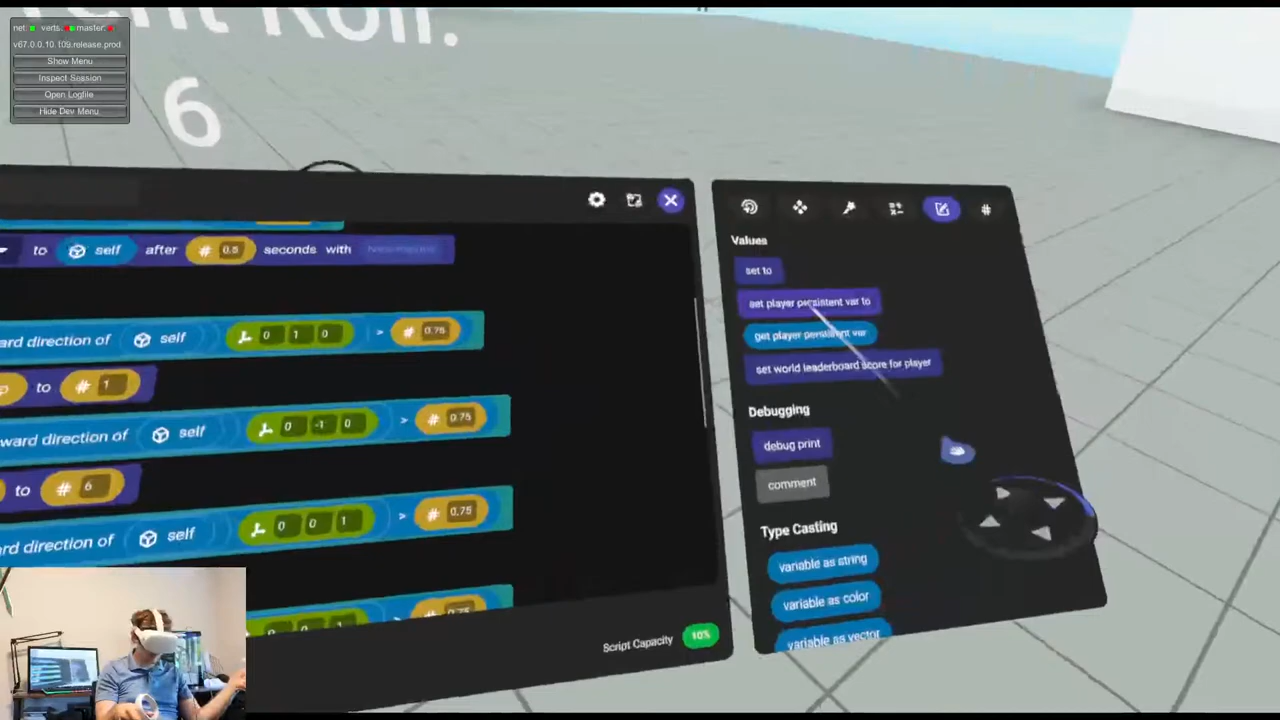 net: verts: master:
v67.0.0.10.109.release.prod
Show Menu
Inspect Session
Open Logfile
Hide Dev Menu
ent Roll:
6
to self after # 0.5 seconds with
ard direction of self 0 1 0 > # 0.75
to # 1
ward direction of self 0 -1 0 > # 0.75
to # 6
ward direction of self 0 0 1 > # 0.75
0.75
Script Capacity 10%
#
Values
set to
set player persistent var to
get player persistent var
set world leaderboard score for player
Debugging
debug print
comment
Type Casting
variable as string
variable as color
variable as vector